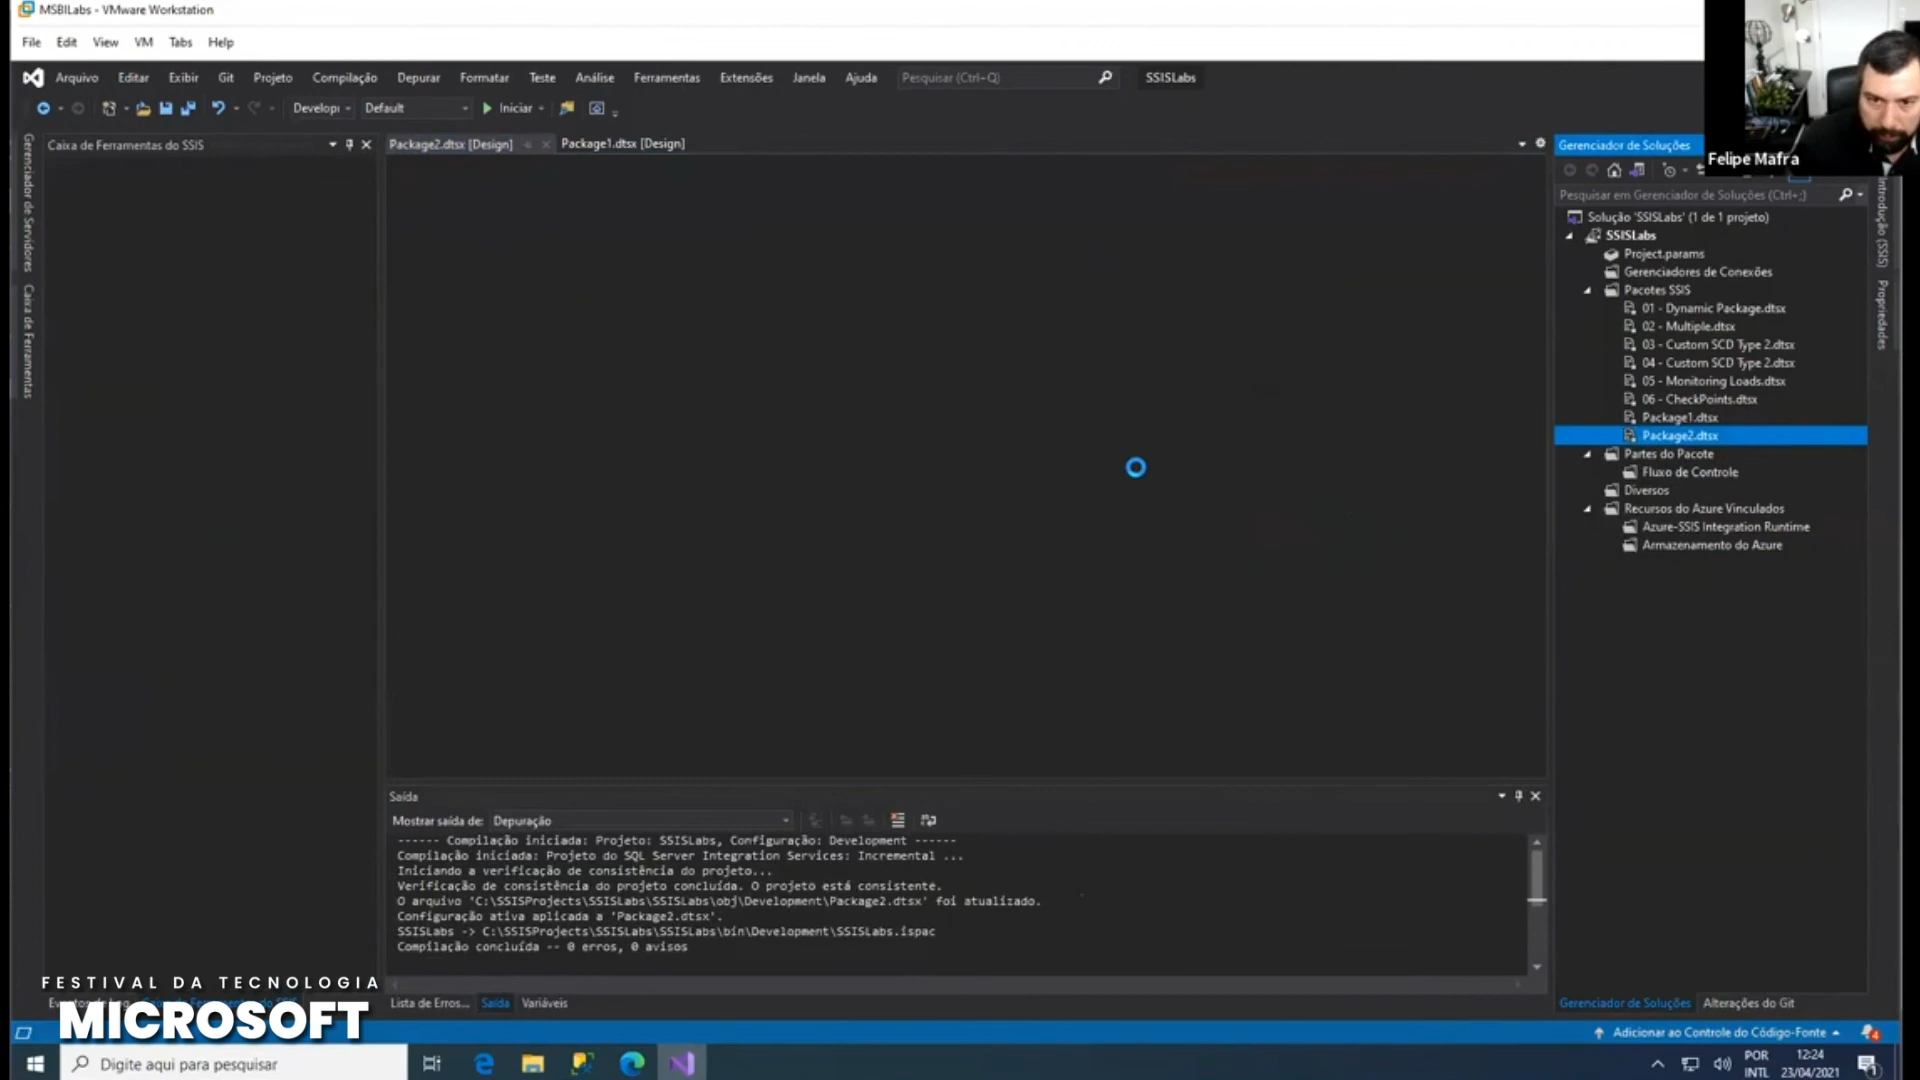 MSBILabs - VMware Workstation
File Edit View VM Tabs Help
Arquivo Editar Exibir Git Projeto Compilação Depurar Formatar Teste Análise Ferramentas Extensões Janela Ajuda Pesquisar (Ctrl+Q) SSISLabs
Develop Default Iniciar
Felipe Mafra
Gerenciador de Servidores
Caixa de Ferramentas
Caixa de Ferramentas do SSIS
Package2.dtsx [Design] Package1.dtsx [Design]
Gerenciador de Soluções
Pesquisar em Gerenciador de Soluções (Ctrl+;)
Solução 'SSISLabs' (1 de 1 projeto)
SSISLabs
Project.params
Gerenciadores de Conexões
Pacotes SSIS
01 - Dynamic Package.dtsx
02 - Multiple.dtsx
03 - Custom SCD Type 2.dtsx
04 - Custom SCD Type 2.dtsx
05 - Monitoring Loads.dtsx
06 - CheckPoints.dtsx
Package1.dtsx
Package2.dtsx
Partes do Pacote
Fluxo de Controle
Diversos
Recursos do Azure Vinculados
Azure-SSIS Integration Runtime
Armazenamento do Azure
Introdução (SSIS)
Propriedades
Saída
Mostrar saída de: Depuração
------ Compilação iniciada: Projeto: SSISLabs, Configuração: Development ------
Compilação iniciada: Projeto do SQL Server Integration Services: Incremental ...
Iniciando a verificação de consistência do projeto...
Verificação de consistência do projeto concluída. O projeto está consistente.
O arquivo 'C:\SSISProjects\SSISLabs\SSISLabs\obj\Development\Package2.dtsx' foi atualizado.
Configuração ativa aplicada a 'Package2.dtsx'.
SSISLabs -> C:\SSISProjects\SSISLabs\SSISLabs\bin\Development\SSISLabs.ispac
Compilação concluída -- 0 erros, 0 avisos
Lista de Erros... Saída Variáveis
Gerenciador de Soluções Alterações do Git
FESTIVAL DA TECNOLOGIA
MICROSOFT
Adicionar ao Controle do Código-Fonte
Digite aqui para pesquisar
POR
INTL
12:24
23/04/2021